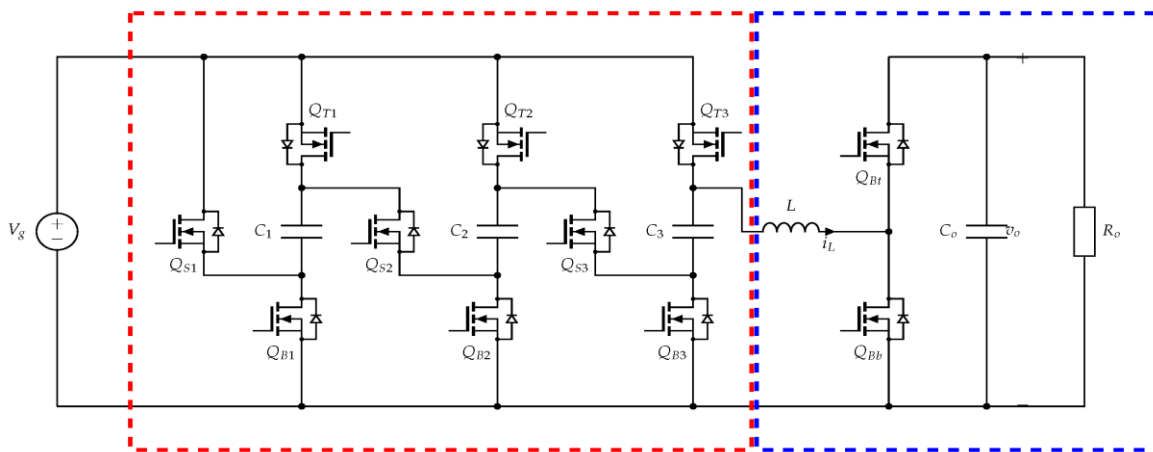 Q_{T1} Q_{T2} Q_{T3}
+
Q_{Bt}
V_g + − C_1 C_2 C_3 L C_o v_o R_o
i_L
Q_{S1} Q_{S2} Q_{S3}
Q_{B1} Q_{B2} Q_{B3} Q_{Bb}
−